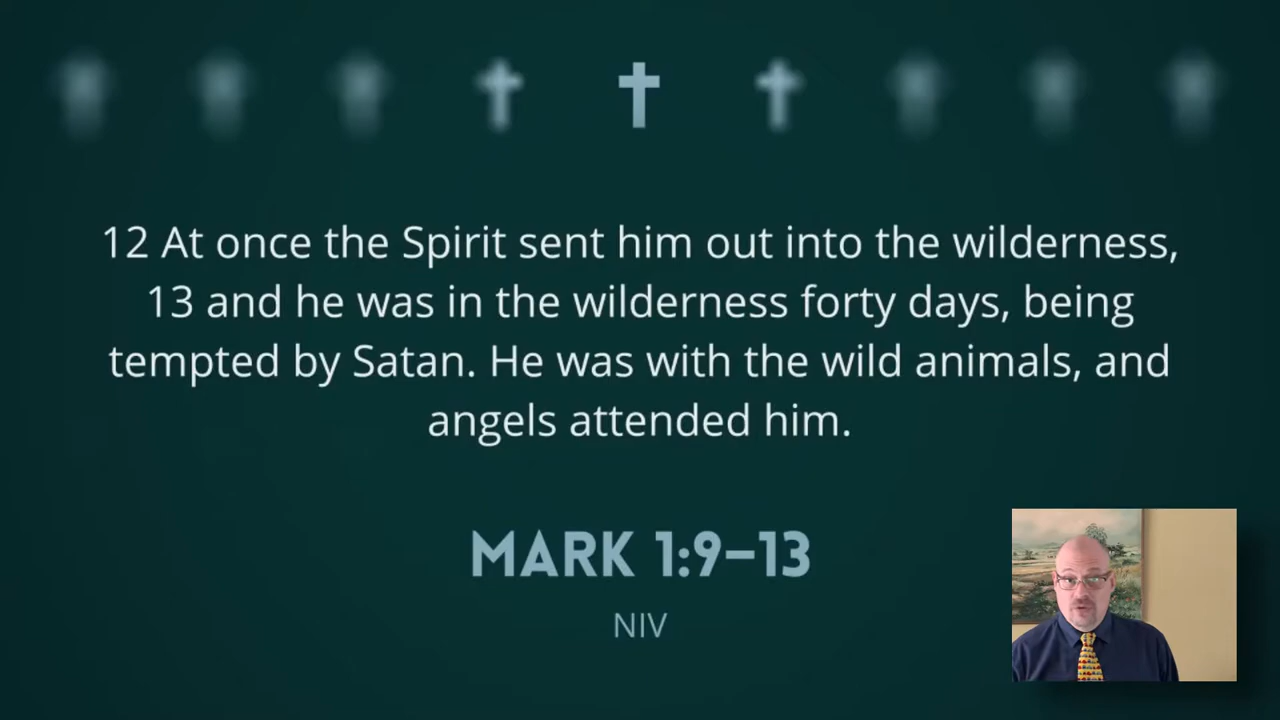 12 At once the Spirit sent him out into the wilderness,
13 and he was in the wilderness forty days, being
tempted by Satan. He was with the wild animals, and
angels attended him.
MARK 1:9–13
NIV